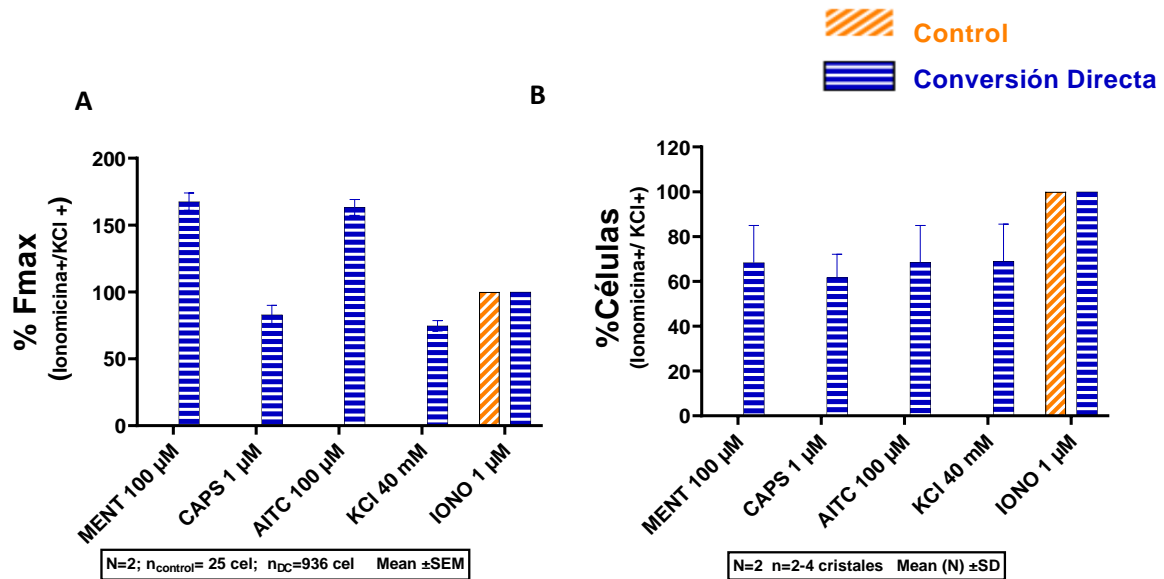 Control
Conversión Directa
A
B
% Fmax
(Ionomicina+/KCl +)
200
150
100
50
0
MENT 100 µM
CAPS 1 µM
AITC 100 µM
KCl 40 mM
IONO 1 µM
N=2; ncontrol= 25 cel; nDC=936 cel Mean ±SEM
%Células
(Ionomicina+/ KCl+)
120
100
80
60
40
20
0
MENT 100 µM
CAPS 1 µM
AITC 100 µM
KCl 40 mM
IONO 1 µM
N=2 n=2-4 cristales Mean (N) ±SD